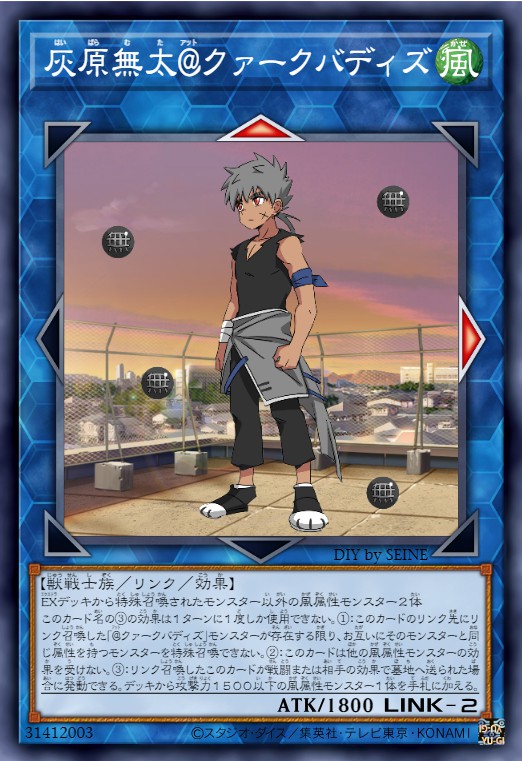 灰原無太@クァークバディズ 風
DIY by SEINE
【獣戦士族／リンク／効果】
EXデッキから特殊召喚されたモンスター以外の風属性モンスター2体
このカード名の③の効果は1ターンに1度しか使用できない。①：このカードのリンク先にリ
ンク召喚した「@クァークバディズ」モンスターが存在する限り、お互いにそのモンスターと同
じ属性を持つモンスターを特殊召喚できない。②：このカードは他の風属性モンスターの効
果を受けない。③：リンク召喚したこのカードが戦闘または相手の効果で墓地へ送られた場
合に発動できる。デッキから攻撃力1500以下の風属性モンスター1体を手札に加える。
ATK/1800 LINK-2
31412003 ©スタジオ・ダイス／集英社・テレビ東京・KONAMI